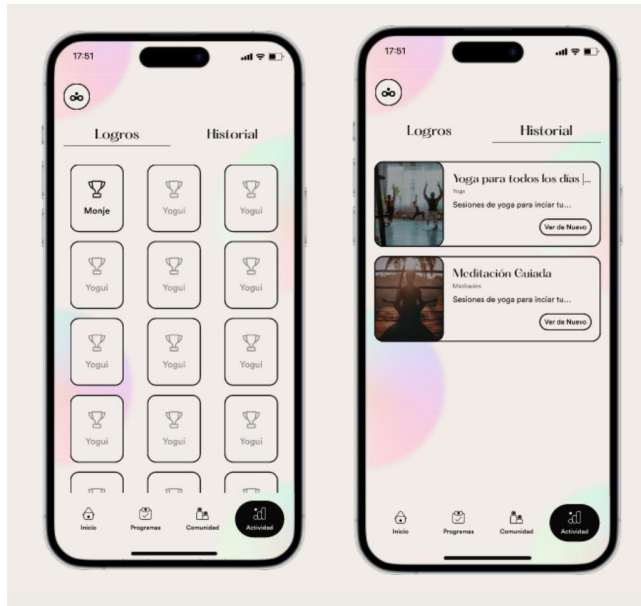 17:51
Logros Historial
Monje Yogui Yogui
Yogui Yogui Yogui
Yogui Yogui Yogui
Yogui Yogui Yogui
Inicio Programas Comunidad Actividad
17:51
Logros Historial
Yoga para todos los días |...
Yoga
Sesiones de yoga para inciar tu...
Ver de Nuevo
Meditación Guiada
Meditación
Sesiones de yoga para inciar tu...
Ver de Nuevo
Inicio Programas Comunidad Actividad